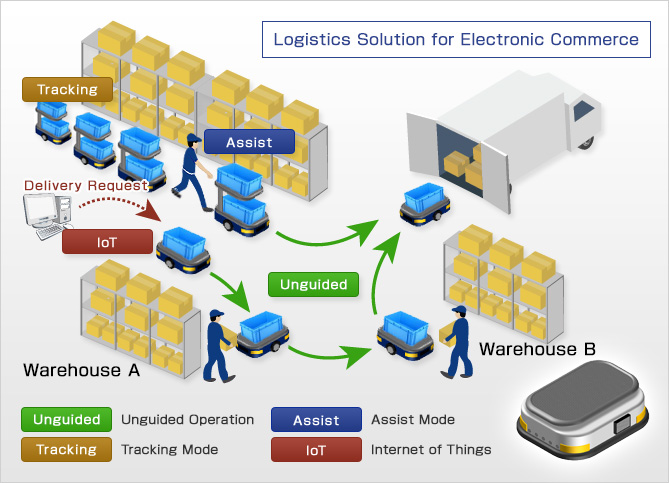 Logistics Solution for Electronic Commerce
Tracking
Assist
Delivery Request
IoT
Unguided
Warehouse A
Warehouse B
Unguided Unguided Operation
Assist Assist Mode
Tracking Tracking Mode
IoT Internet of Things